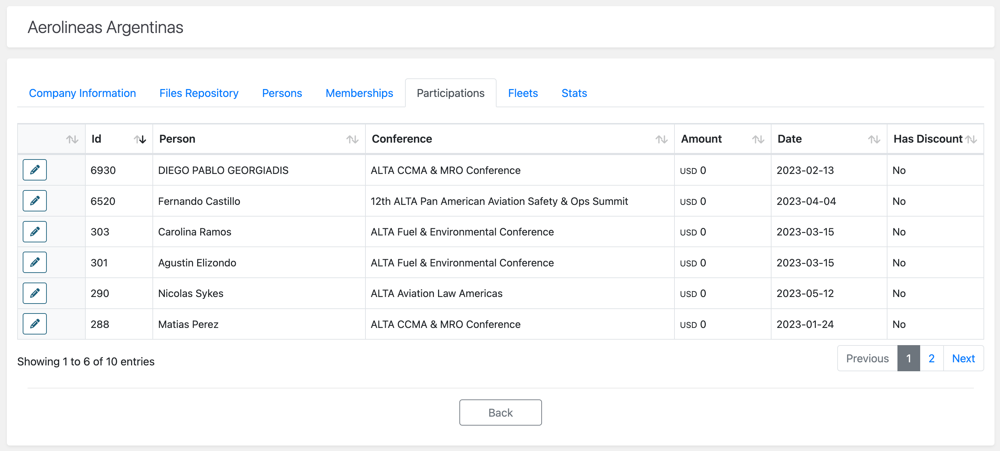 Aerolineas Argentinas
Company Information Files Repository Persons Memberships Participations Fleets Stats
Id Person Conference Amount Date Has Discount
6930 DIEGO PABLO GEORGIADIS ALTA CCMA & MRO Conference USD 0 2023-02-13 No
6520 Fernando Castillo 12th ALTA Pan American Aviation Safety & Ops Summit USD 0 2023-04-04 No
303 Carolina Ramos ALTA Fuel & Environmental Conference USD 0 2023-03-15 No
301 Agustin Elizondo ALTA Fuel & Environmental Conference USD 0 2023-03-15 No
290 Nicolas Sykes ALTA Aviation Law Americas USD 0 2023-05-12 No
288 Matias Perez ALTA CCMA & MRO Conference USD 0 2023-01-24 No
Showing 1 to 6 of 10 entries Previous 1 2 Next
Back